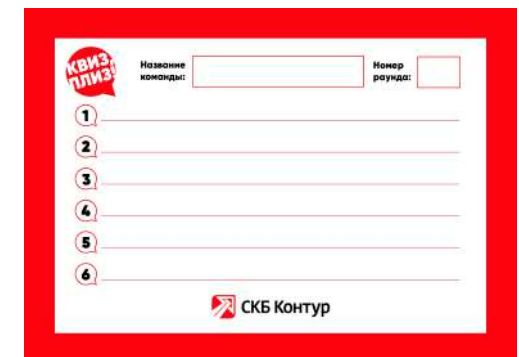 КВИЗ,
ПЛИЗ!
Название
команды:
Номер
раунда:
1
2
3
4
5
6
СКБ Контур